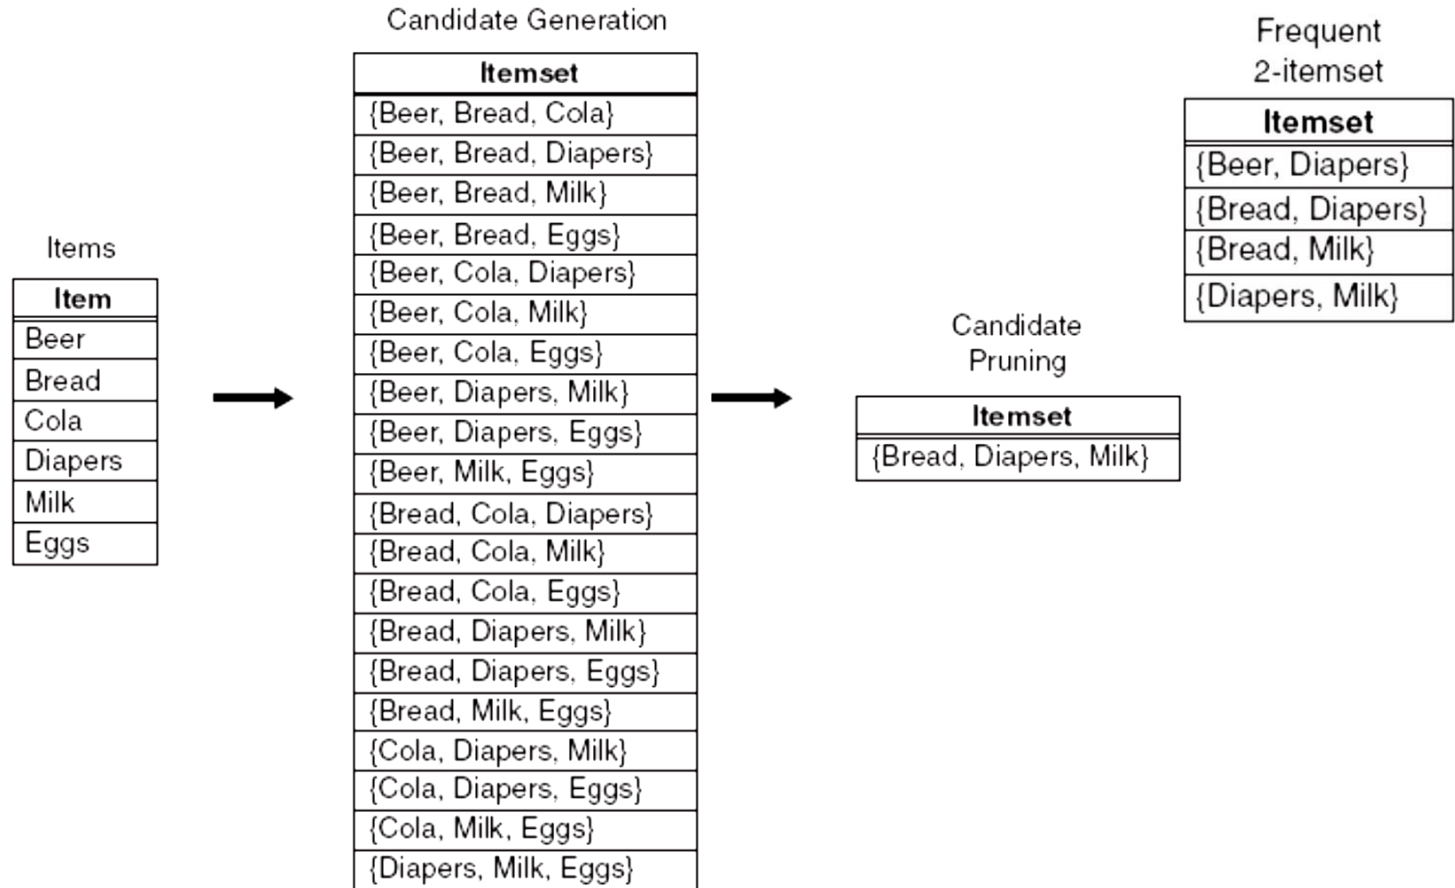 Items
Item
Beer
Bread
Cola
Diapers
Milk
Eggs
Candidate Generation
Itemset
{Beer, Bread, Cola}
{Beer, Bread, Diapers}
{Beer, Bread, Milk}
{Beer, Bread, Eggs}
{Beer, Cola, Diapers}
{Beer, Cola, Milk}
{Beer, Cola, Eggs}
{Beer, Diapers, Milk}
{Beer, Diapers, Eggs}
{Beer, Milk, Eggs}
{Bread, Cola, Diapers}
{Bread, Cola, Milk}
{Bread, Cola, Eggs}
{Bread, Diapers, Milk}
{Bread, Diapers, Eggs}
{Bread, Milk, Eggs}
{Cola, Diapers, Milk}
{Cola, Diapers, Eggs}
{Cola, Milk, Eggs}
{Diapers, Milk, Eggs}
Candidate
Pruning
Itemset
{Bread, Diapers, Milk}
Frequent
2-itemset
Itemset
{Beer, Diapers}
{Bread, Diapers}
{Bread, Milk}
{Diapers, Milk}